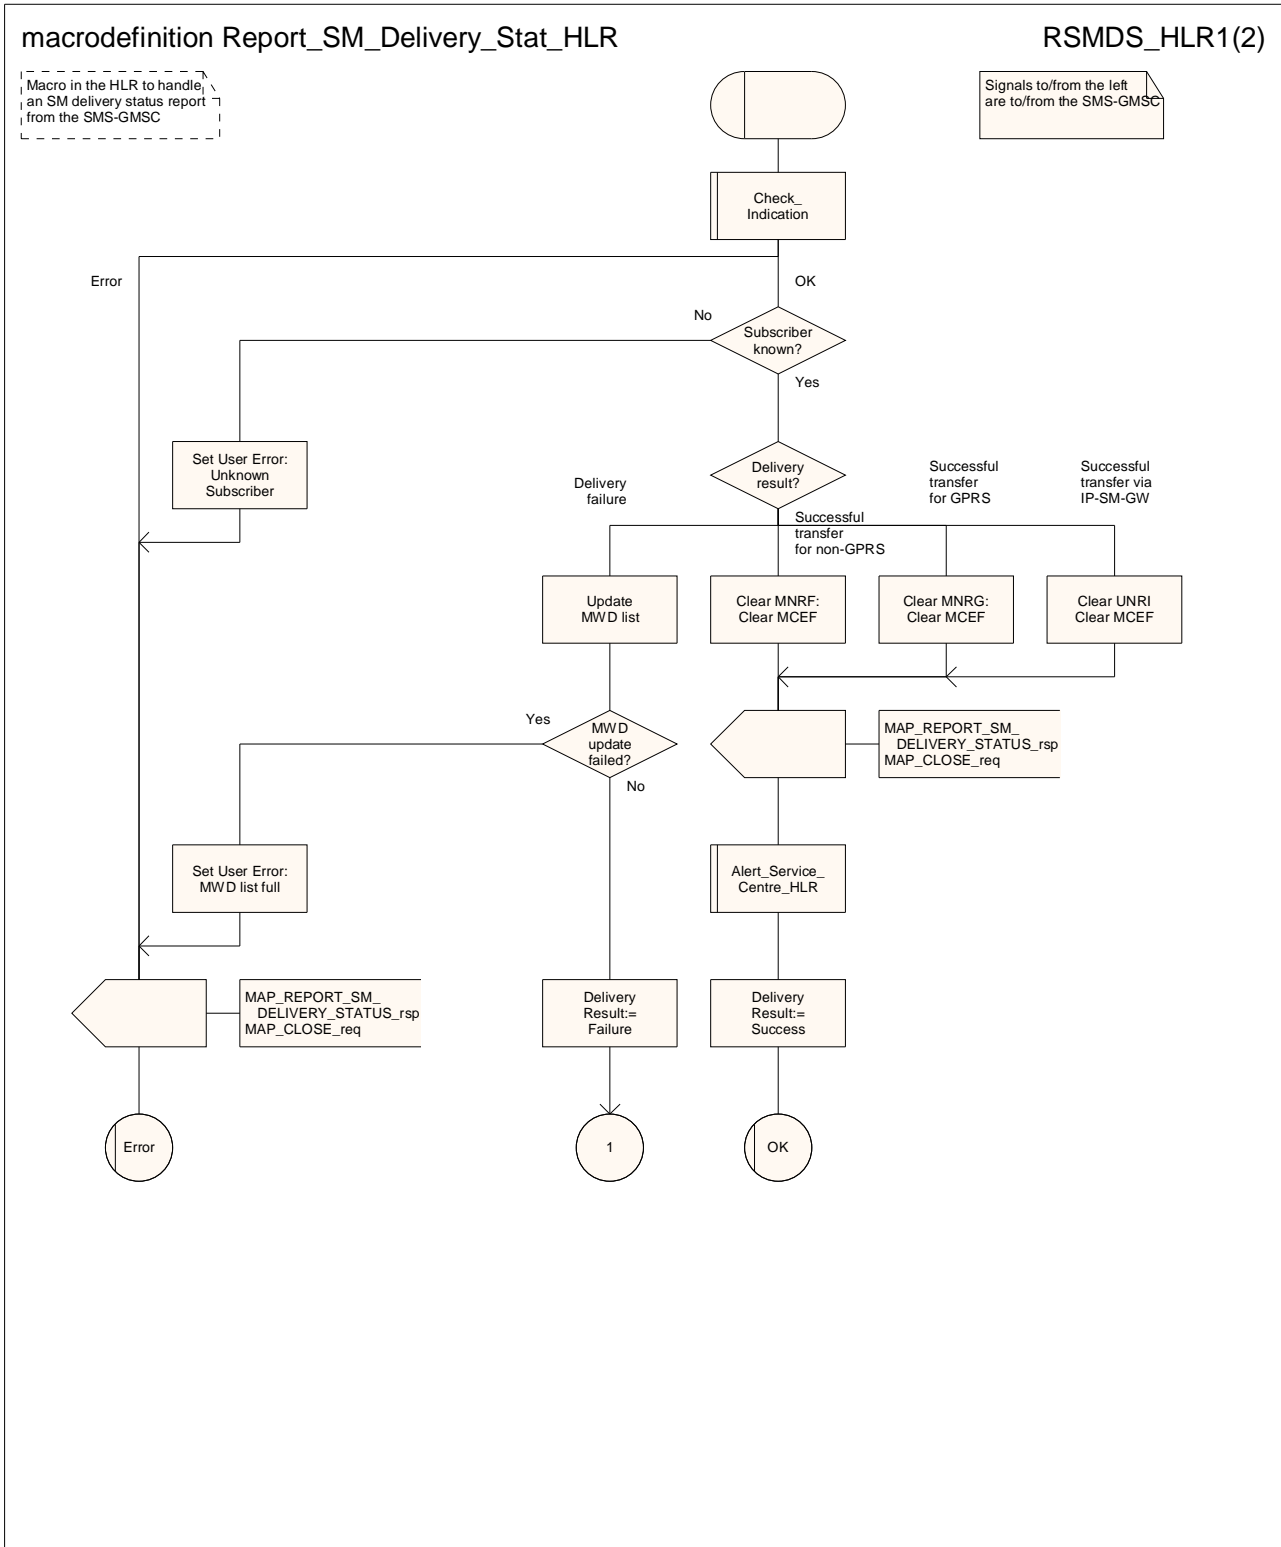 macrodefinition Report_SM_Delivery_Stat_HLR
RSMDS_HLR1(2)
Macro in the HLR to handle
an SM delivery status report
from the SMS-GMSC
Signals to/from the left
are to/from the SMS-GMSC
Check_
Indication
Error
OK
No
Subscriber
known?
Yes
Set User Error:
Unknown
Subscriber
Delivery
result?
Delivery
failure
Successful
transfer
for non-GPRS
Successful
transfer
for GPRS
Successful
transfer via
IP-SM-GW
Update
MWD list
Clear MNRF:
Clear MCEF
Clear MNRG:
Clear MCEF
Clear UNRI
Clear MCEF
Yes
MWD
update
failed?
No
MAP_REPORT_SM_
DELIVERY_STATUS_rsp
MAP_CLOSE_req
Set User Error:
MWD list full
Alert_Service_
Centre_HLR
MAP_REPORT_SM_
DELIVERY_STATUS_rsp
MAP_CLOSE_req
Delivery
Result:=
Failure
Delivery
Result:=
Success
Error
1
OK